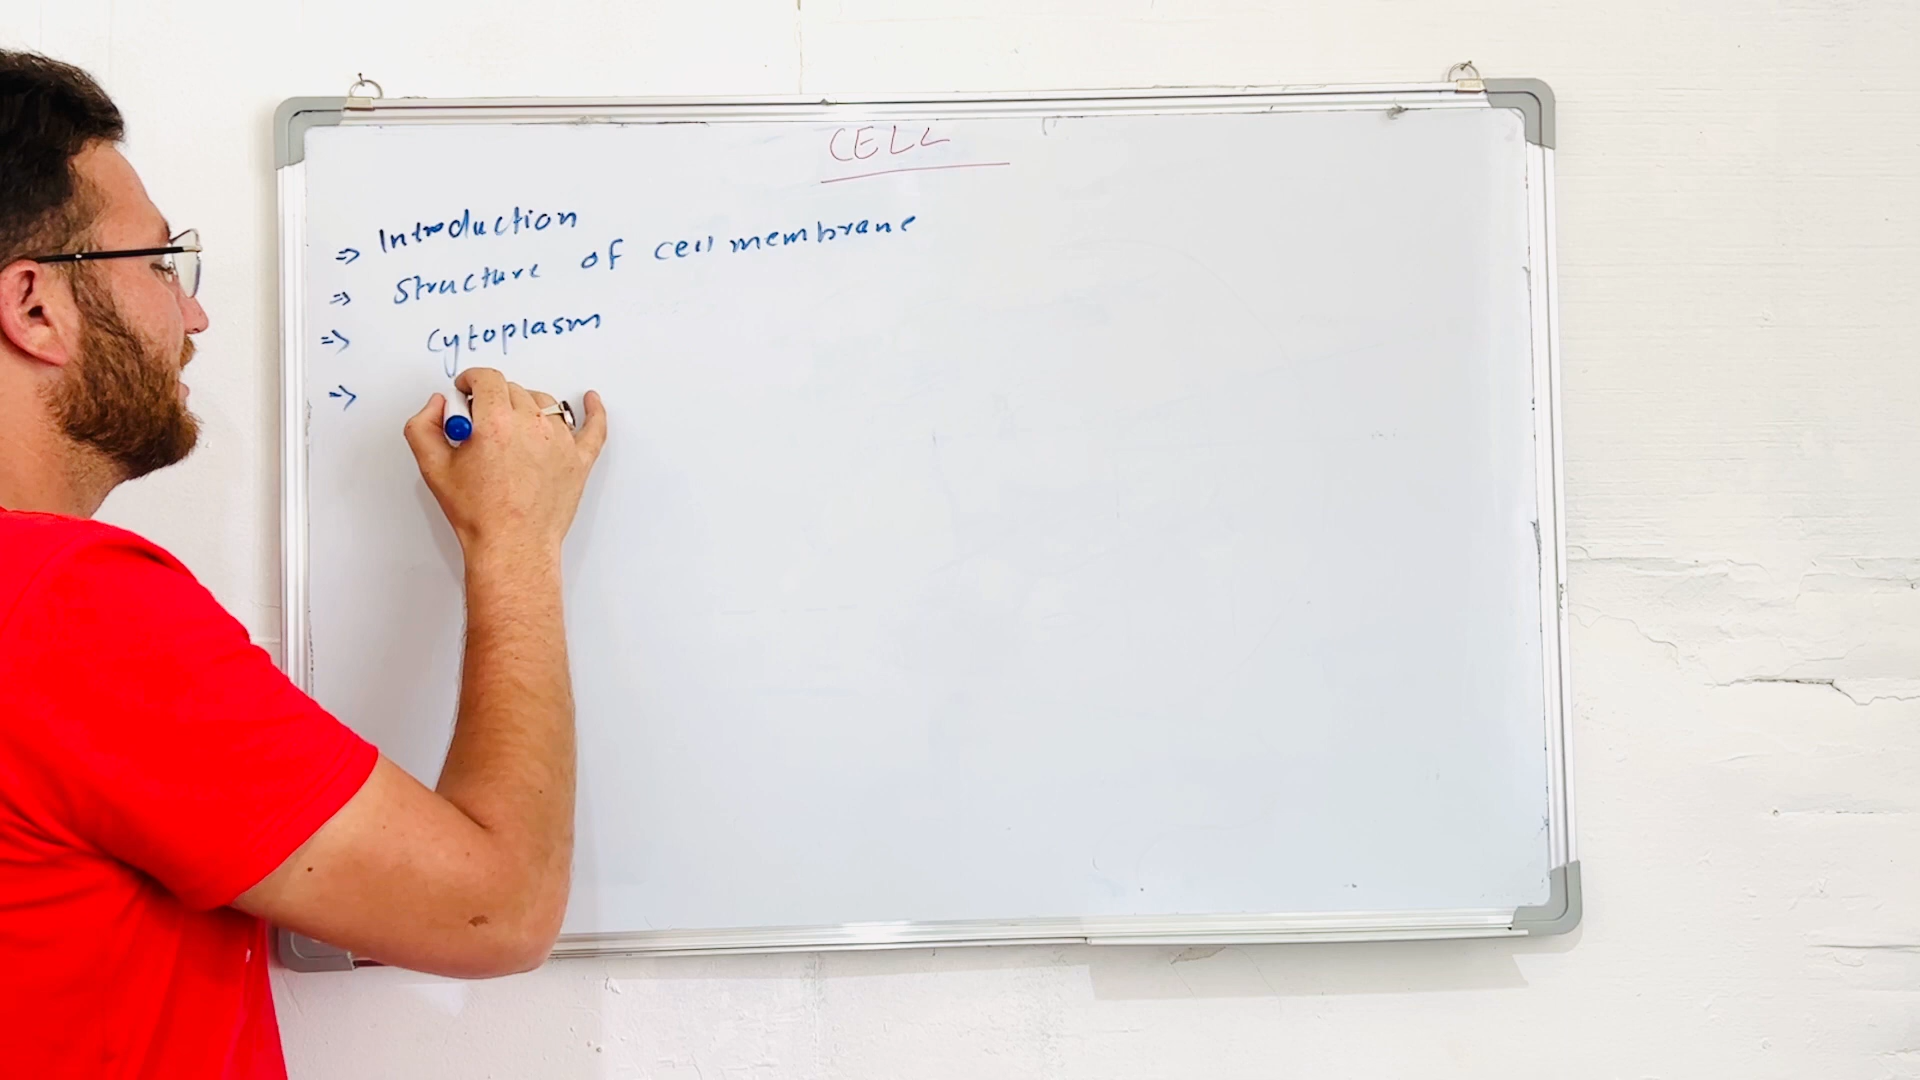 CELL
⇒ Introduction
⇒ Structure of cell membrane
⇒ Cytoplasm
⇒